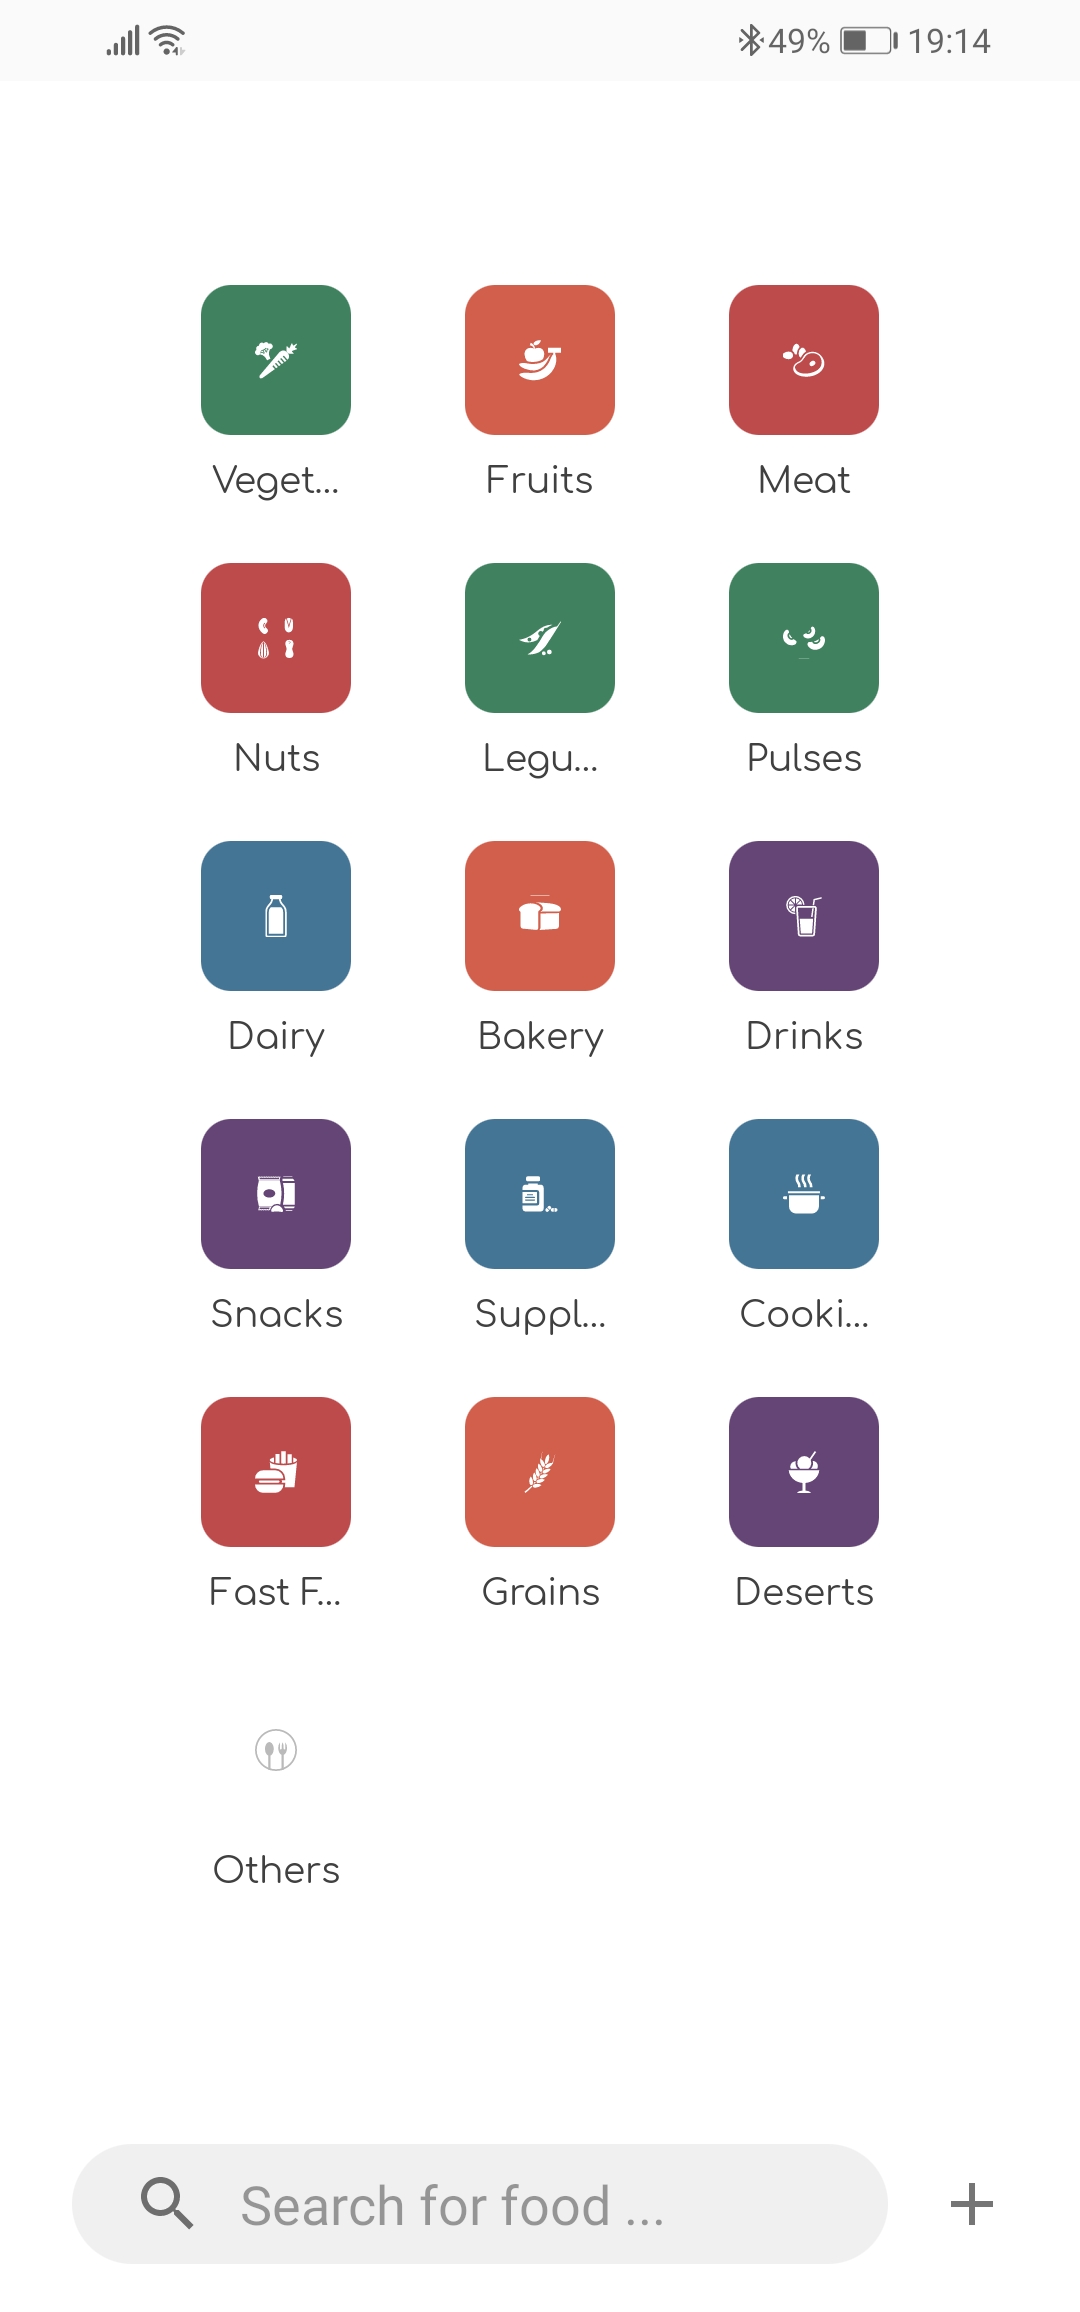 49% 19:14
Veget... Fruits Meat
Nuts Legu... Pulses
Dairy Bakery Drinks
Snacks Suppl... Cooki...
Fast F... Grains Deserts
Others
Search for food ...